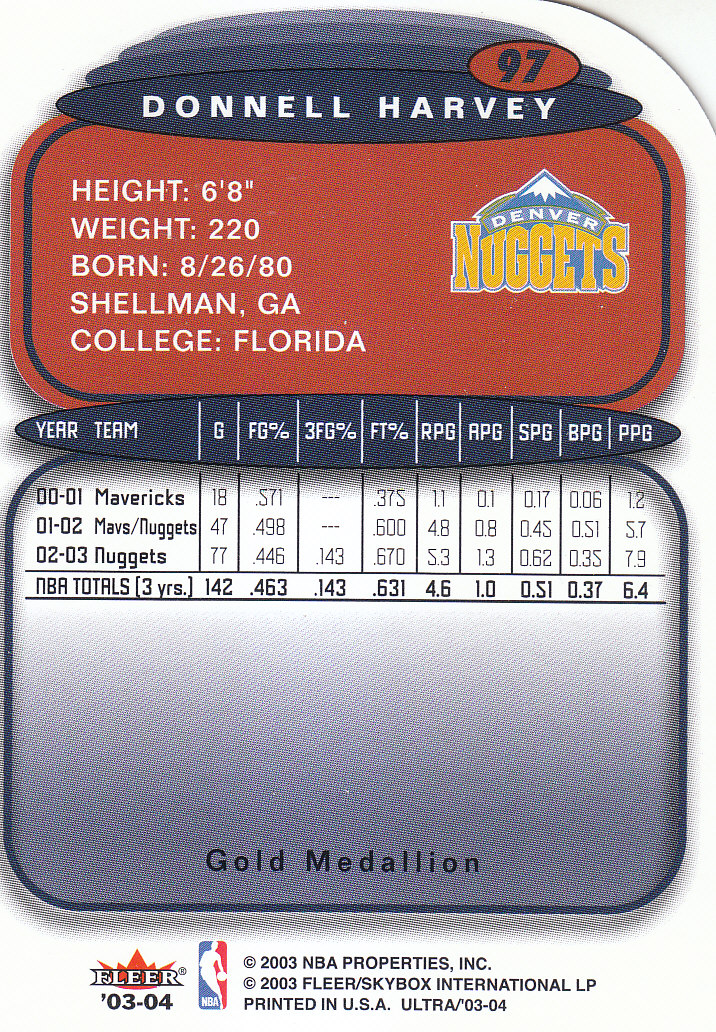 97
DONNELL HARVEY
HEIGHT: 6'8"
WEIGHT: 220
BORN: 8/26/80
SHELLMAN, GA
COLLEGE: FLORIDA
DENVER
NUGGETS
YEAR TEAM G FG% 3FG% FT% RPG APG SPG BPG PPG
00-01 Mavericks 18 .571 --- .375 1.1 0.1 0.17 0.06 1.2
01-02 Mavs/Nuggets 47 .498 --- .600 4.8 0.8 0.45 0.51 5.7
02-03 Nuggets 77 .446 .143 .670 5.3 1.3 0.62 0.35 7.9
NBA TOTALS (3 yrs.) 142 .463 .143 .631 4.6 1.0 0.51 0.37 6.4
Gold Medallion
FLEER®
'03-04
NBA
© 2003 NBA PROPERTIES, INC.
© 2003 FLEER/SKYBOX INTERNATIONAL LP
PRINTED IN U.S.A. ULTRA/'03-04